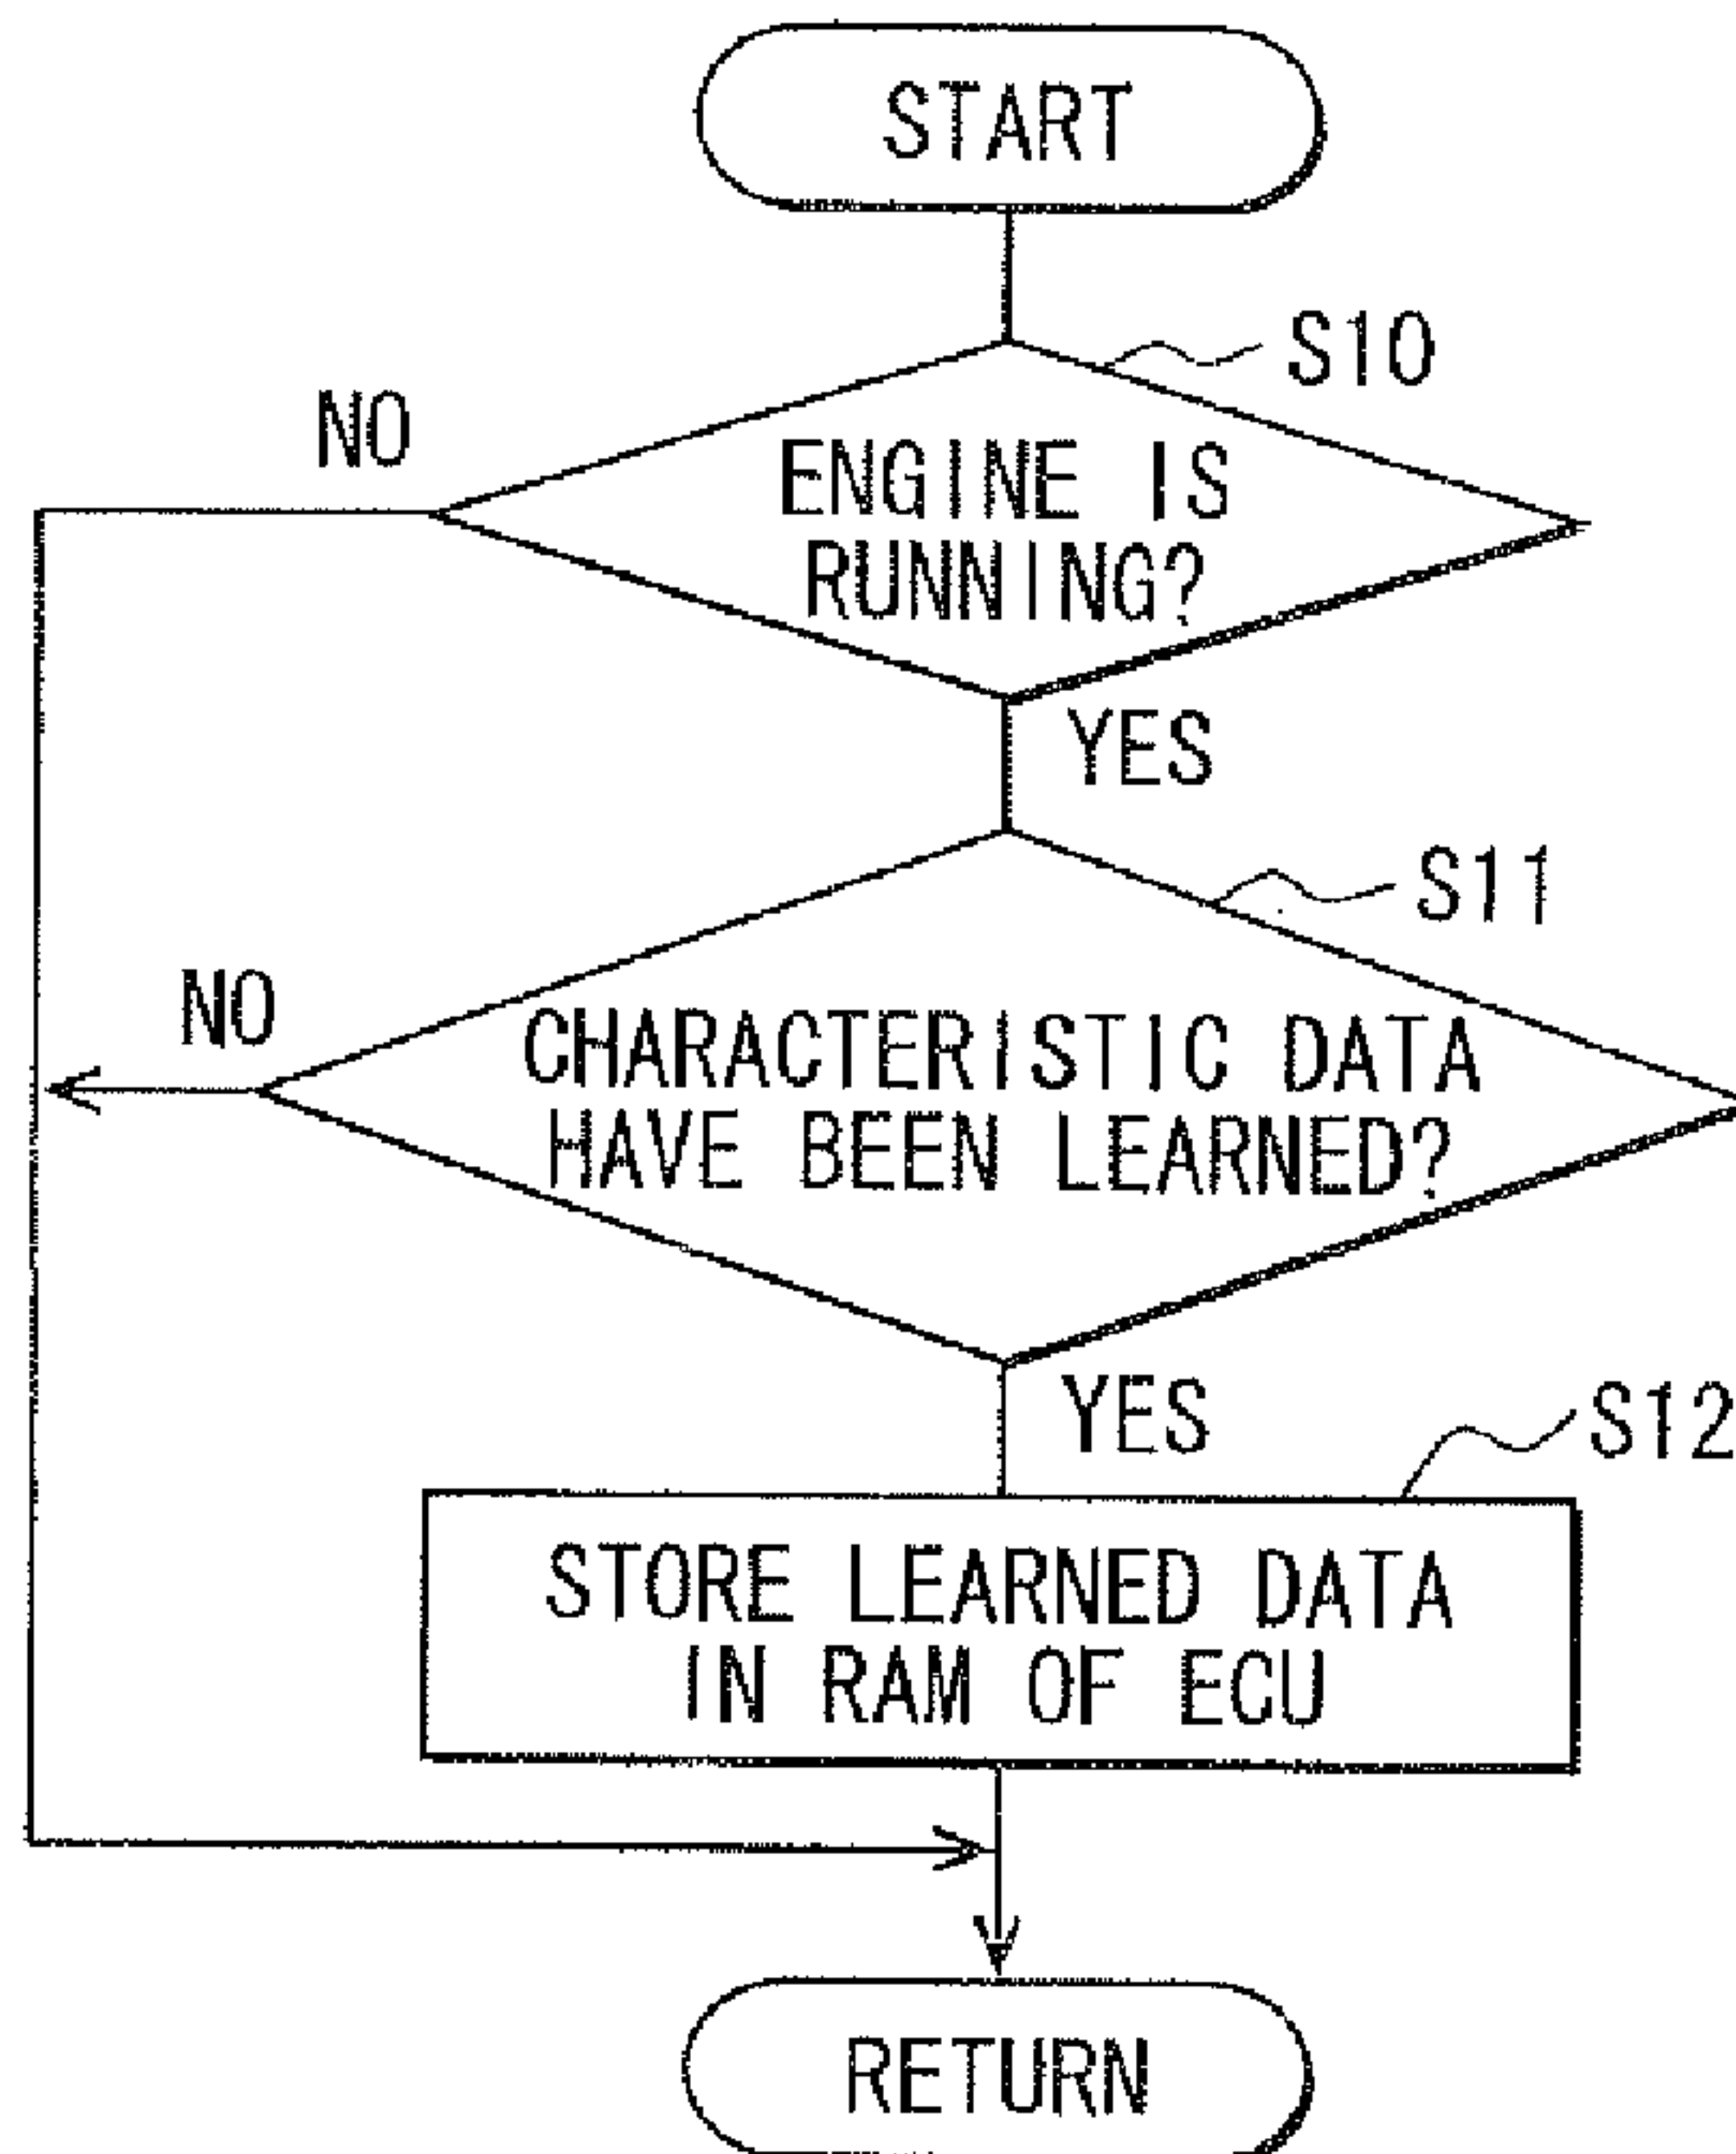 START
S10
NO
ENGINE IS
RUNNING?
YES
S11
NO
CHARACTERISTIC DATA
HAVE BEEN LEARNED?
YES
S12
STORE LEARNED DATA
IN RAM OF ECU
RETURN